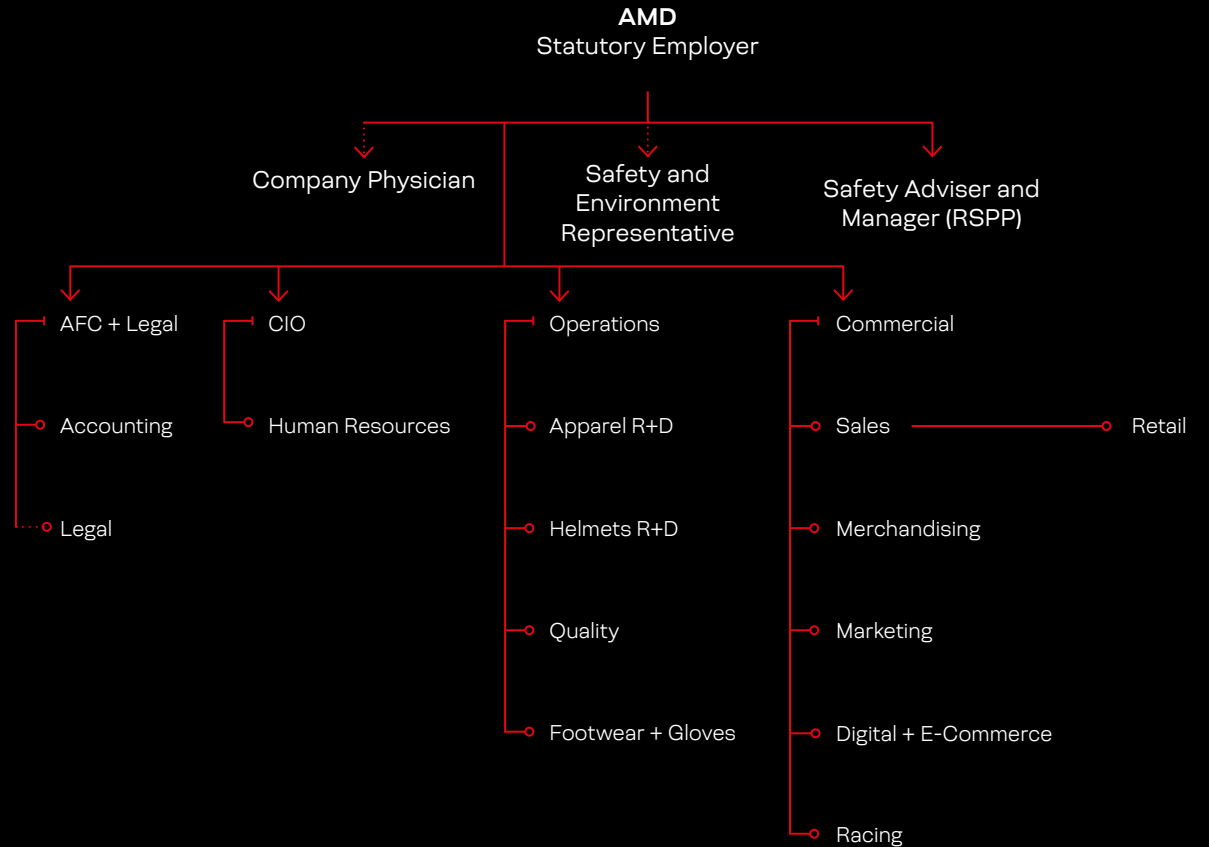 AMD
Statutory Employer
Company Physician
Safety and
Environment
Representative
Safety Adviser and
Manager (RSPP)
AFC + Legal
CIO
Operations
Commercial
Accounting
Human Resources
Apparel R+D
Sales
Retail
Legal
Helmets R+D
Merchandising
Quality
Marketing
Footwear + Gloves
Digital + E-Commerce
Racing